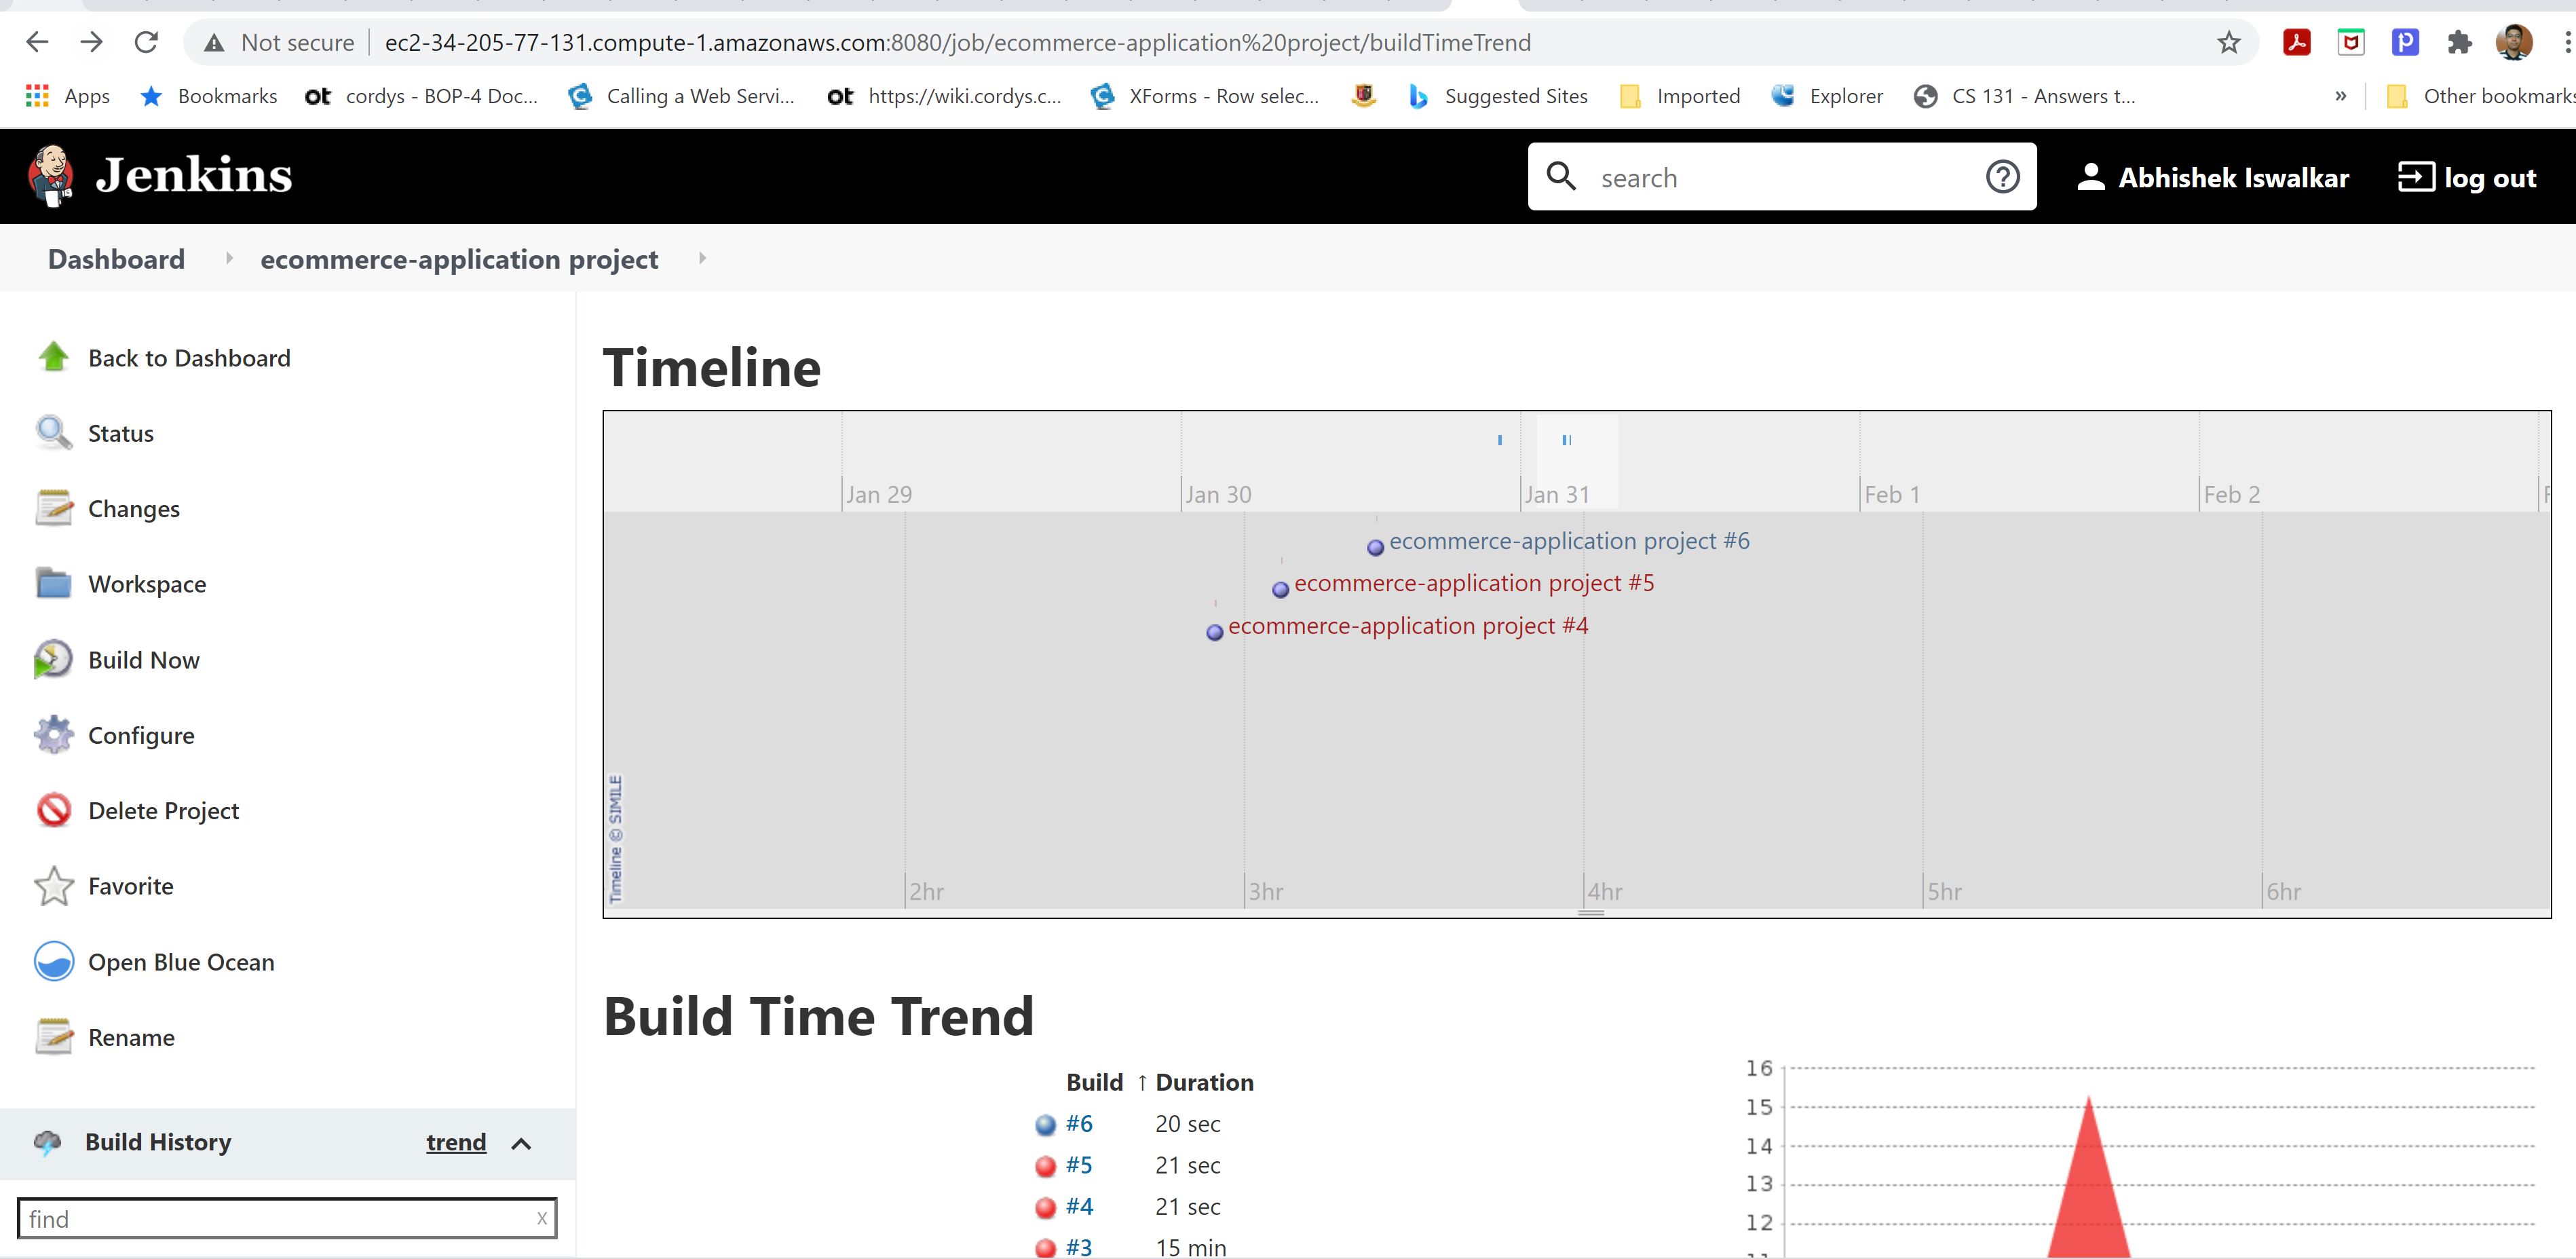 Not secure
ec2-34-205-77-131.compute-1.amazonaws.com:8080/job/ecommerce-application%20project/buildTimeTrend
Apps
Bookmarks
ot cordys - BOP-4 Doc...
Calling a Web Servi...
ot https://wiki.cordys.c...
XForms - Row selec...
Suggested Sites
Imported
Explorer
CS 131 - Answers t...
»
Other bookmarks
Jenkins
search
Abhishek Iswalkar
log out
Dashboard
ecommerce-application project
Back to Dashboard
Status
Changes
Workspace
Build Now
Configure
Delete Project
Favorite
Open Blue Ocean
Rename
Build History
trend
find
x
Timeline
Jan 29
Jan 30
Jan 31
Feb 1
Feb 2
ecommerce-application project #6
ecommerce-application project #5
ecommerce-application project #4
Timeline © SIMILE
2hr
3hr
4hr
5hr
6hr
Build Time Trend
Build ↑ Duration
#6 20 sec
#5 21 sec
#4 21 sec
#3 15 min
16
15
14
13
12